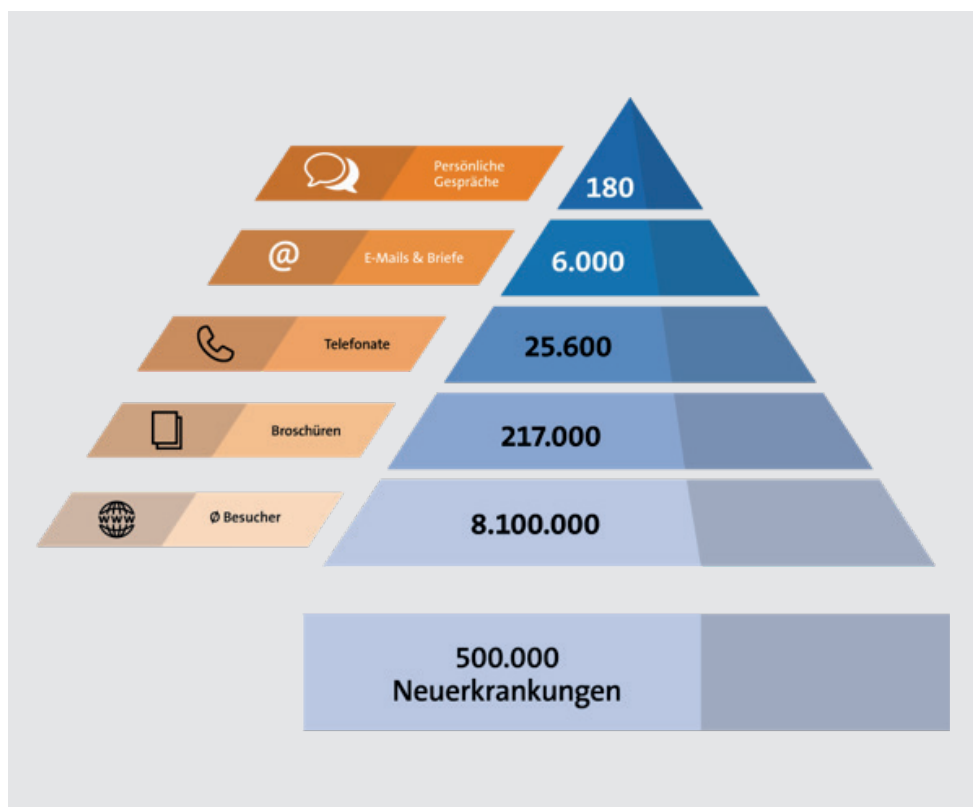 Persönliche
Gespräche
180
@
E-Mails & Briefe
6.000
Telefonate
25.600
Broschüren
217.000
www
Ø Besucher
8.100.000
500.000
Neuerkrankungen